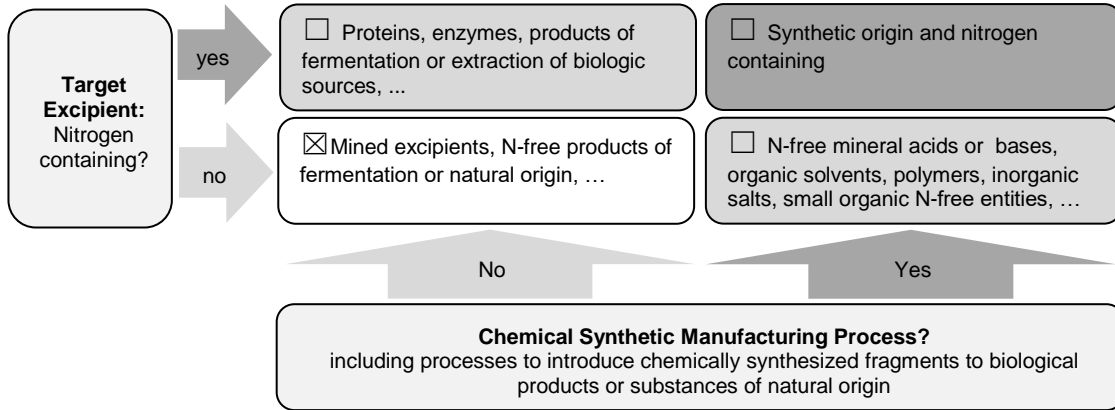 Target
Excipient:
Nitrogen
containing?
yes
no
☐ Proteins, enzymes, products of
fermentation or extraction of biologic
sources, ...
☐ Synthetic origin and nitrogen
containing
☒Mined excipients, N-free products of
fermentation or natural origin, …
☐ N-free mineral acids or bases,
organic solvents, polymers, inorganic
salts, small organic N-free entities, …
No
Yes
Chemical Synthetic Manufacturing Process?
including processes to introduce chemically synthesized fragments to biological
products or substances of natural origin